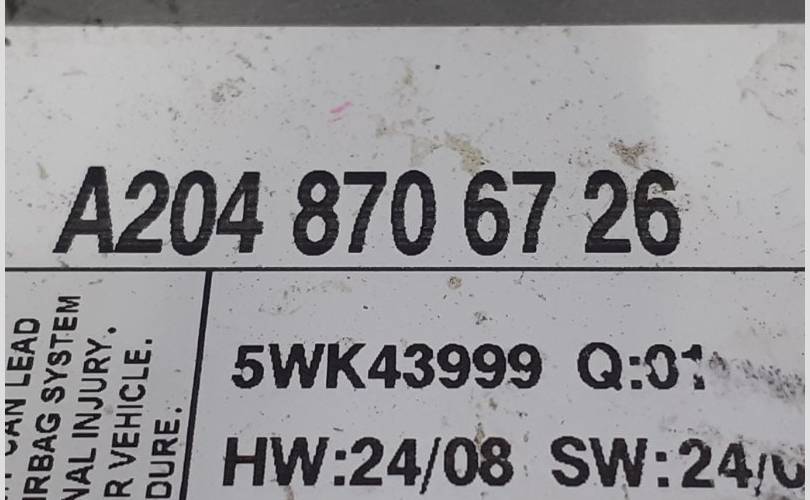 A204 870 67 26
CAN LEAD
RBAG SYSTEM
NAL INJURY.
R VEHICLE.
DURE.
5WK43999 Q:01
HW:24/08 SW:24/0